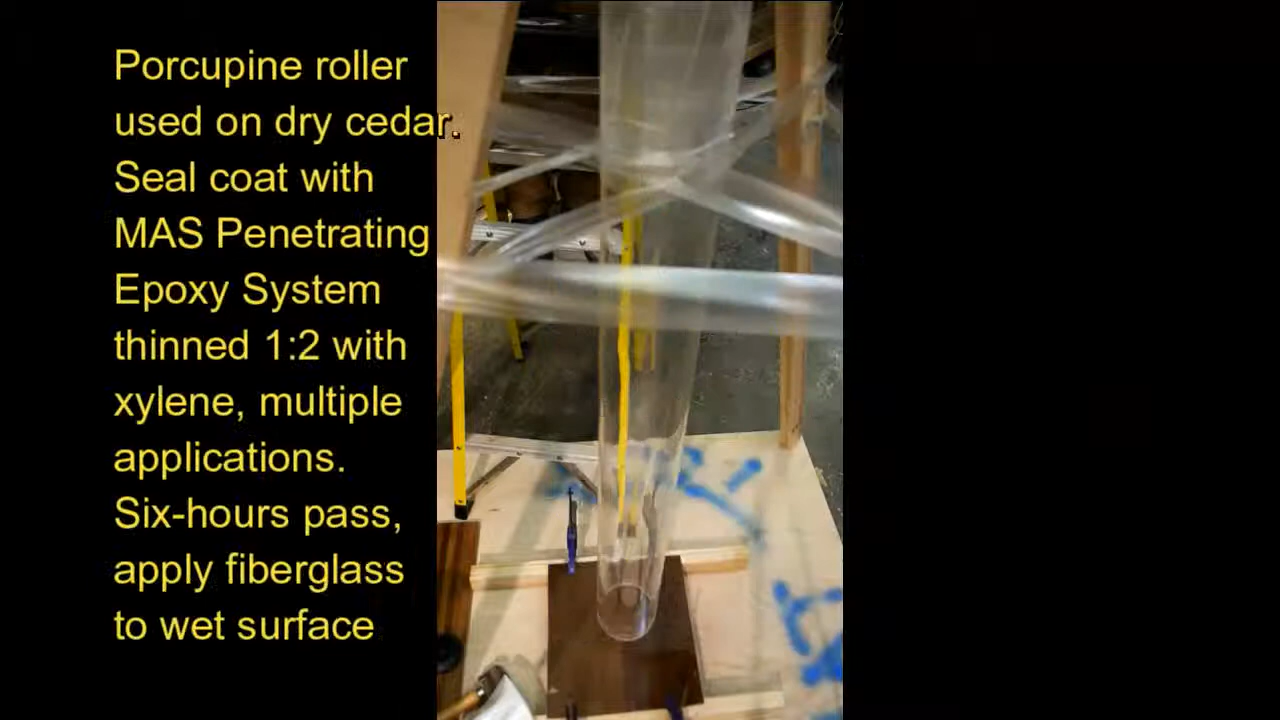 Porcupine roller
used on dry cedar.
Seal coat with
MAS Penetrating
Epoxy System
thinned 1:2 with
xylene, multiple
applications.
Six-hours pass,
apply fiberglass
to wet surface